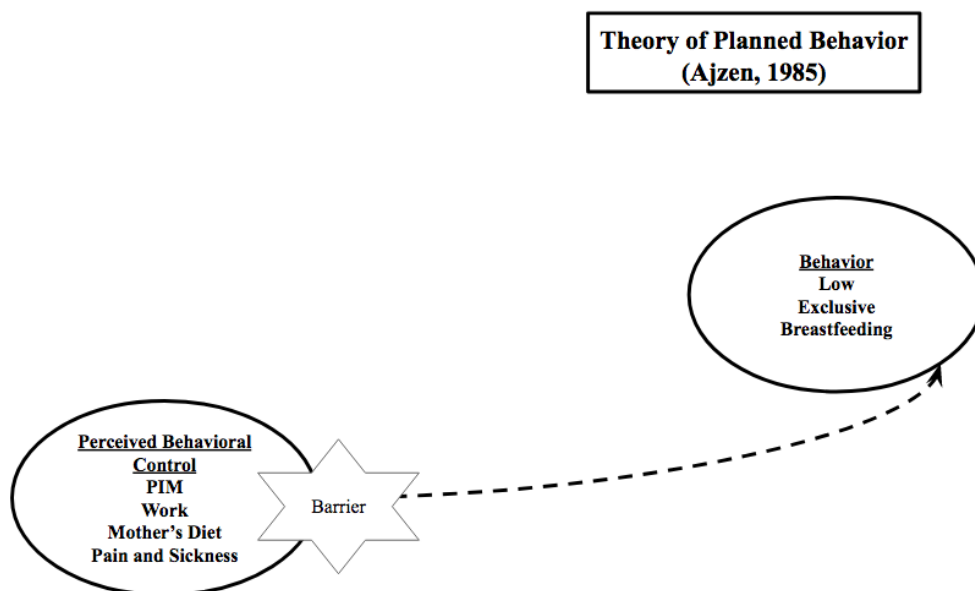 Theory of Planned Behavior
(Ajzen, 1985)
Behavior
Low
Exclusive
Breastfeeding
Perceived Behavioral
Control
PIM
Work
Mother's Diet
Pain and Sickness
Barrier